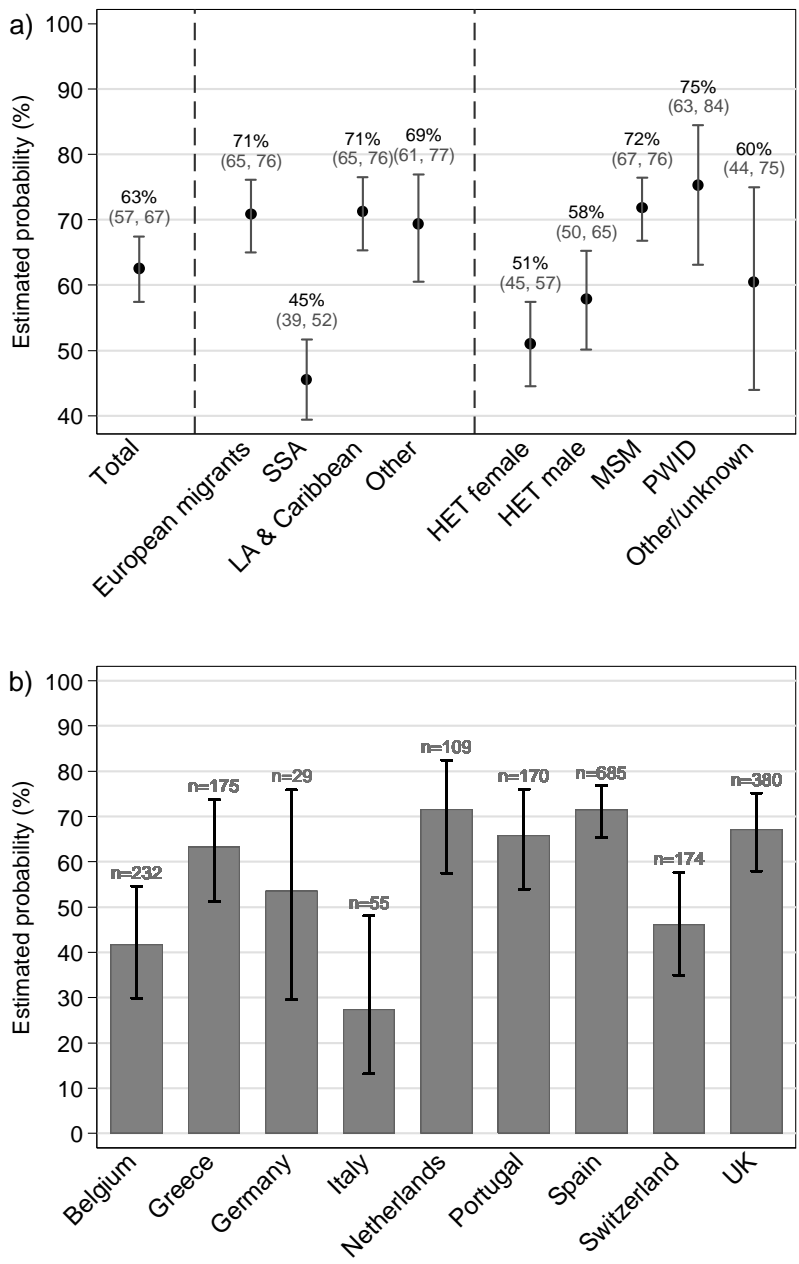 a)
Estimated probability (%)
100
90
80
70
60
50
40
63%
(57, 67)
71%
(65, 76)
45%
(39, 52)
71%
(65, 76)
69%
(61, 77)
51%
(45, 57)
58%
(50, 65)
72%
(67, 76)
75%
(63, 84)
60%
(44, 75)
Total
European migrants
SSA
LA & Caribbean
Other
HET female
HET male
MSM
PWID
Other/unknown
b)
Estimated probability (%)
100
90
80
70
60
50
40
30
20
10
0
n=232
n=175
n=29
n=55
n=109
n=170
n=685
n=174
n=380
Belgium
Greece
Germany
Italy
Netherlands
Portugal
Spain
Switzerland
UK